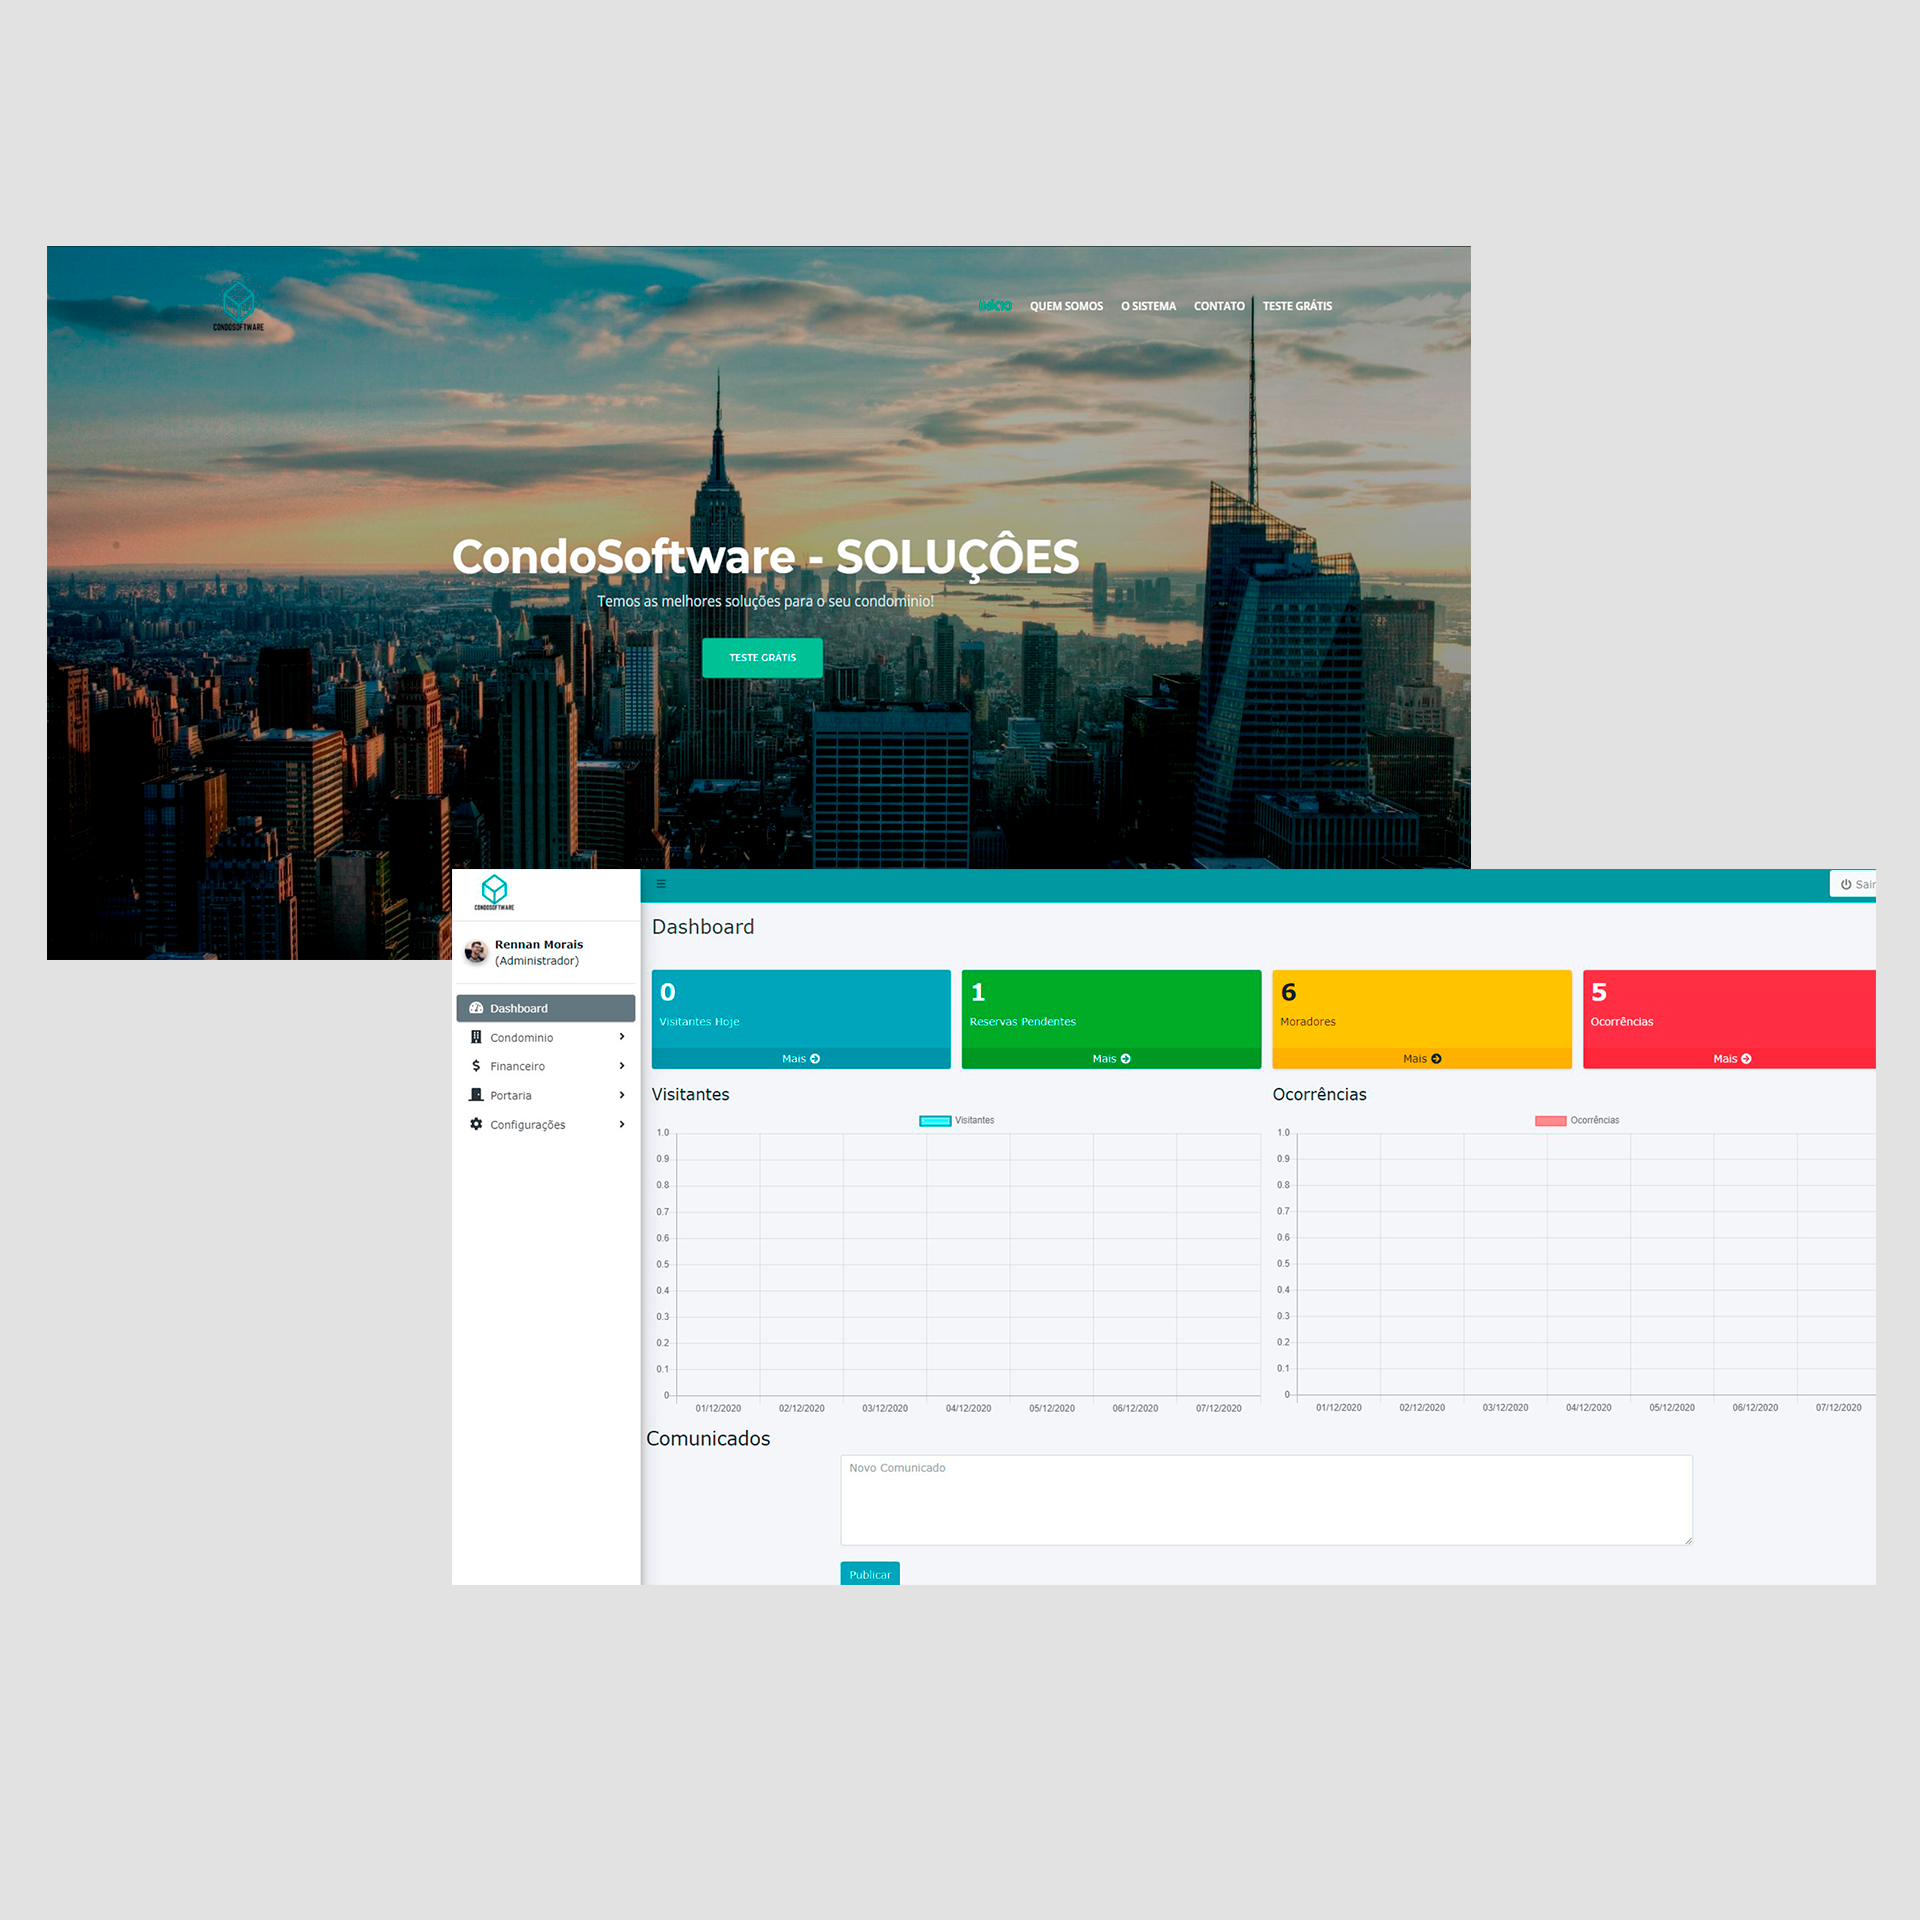 CONDOSOFTWARE
INÍCIO QUEM SOMOS O SISTEMA CONTATO TESTE GRÁTIS
CondoSoftware - SOLUÇÔES
Temos as melhores soluções para o seu condominio!
TESTE GRÁTIS
CONDOSOFTWARE
Sair
Rennan Morais
(Administrador)
Dashboard
Condominio
Financeiro
Portaria
Configurações
Dashboard
0
Visitantes Hoje
Mais
1
Reservas Pendentes
Mais
6
Moradores
Mais
5
Ocorrências
Mais
Visitantes
Visitantes
1.0
0.9
0.8
0.7
0.6
0.5
0.4
0.3
0.2
0.1
0
01/12/2020 02/12/2020 03/12/2020 04/12/2020 05/12/2020 06/12/2020 07/12/2020
Ocorrências
Ocorrências
1.0
0.9
0.8
0.7
0.6
0.5
0.4
0.3
0.2
0.1
0
01/12/2020 02/12/2020 03/12/2020 04/12/2020 05/12/2020 06/12/2020 07/12/2020
Comunicados
Novo Comunicado
Publicar